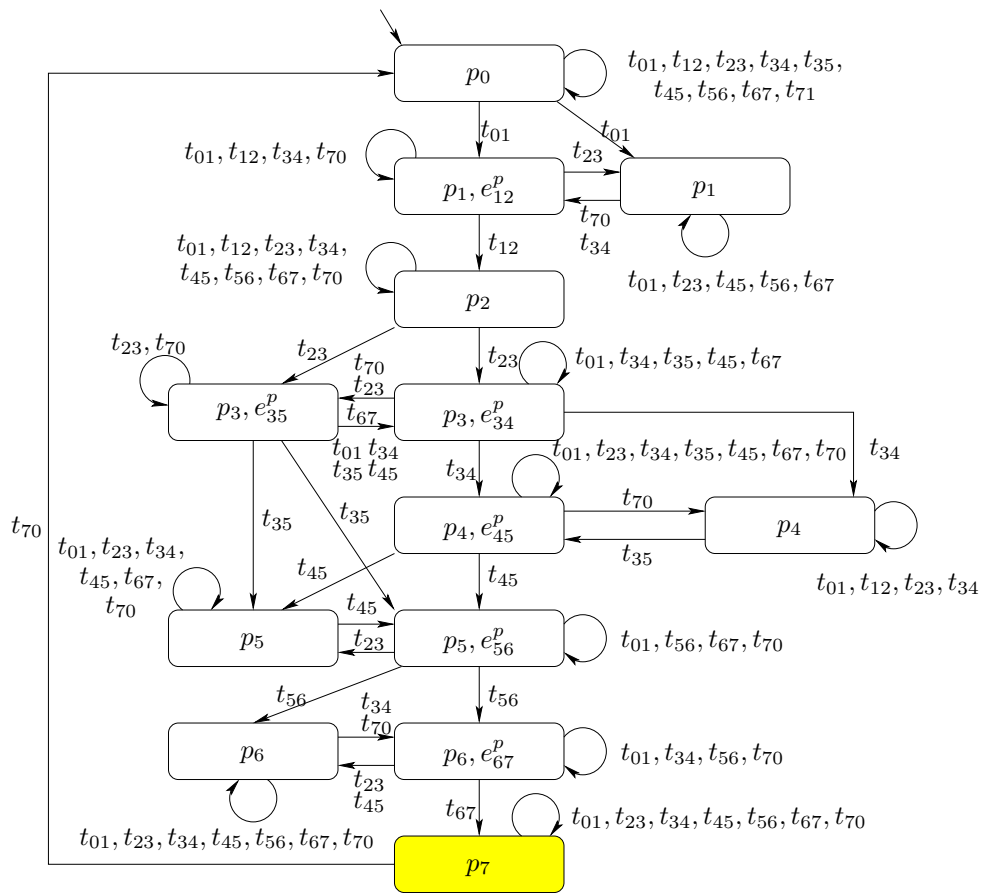 p₀
t₀₁, t₁₂, t₂₃, t₃₄, t₃₅,
t₄₅, t₅₆, t₆₇, t₇₁
t₀₁
t₀₁
t₀₁, t₁₂, t₃₄, t₇₀
p₁, eᵖ₁₂
t₂₃
p₁
t₇₀
t₃₄
t₁₂
t₀₁, t₂₃, t₄₅, t₅₆, t₆₇
t₀₁, t₁₂, t₂₃, t₃₄,
t₄₅, t₅₆, t₆₇, t₇₀
p₂
t₂₃
t₂₃
t₂₃, t₇₀
t₇₀
t₂₃
t₀₁, t₃₄, t₃₅, t₄₅, t₆₇
p₃, eᵖ₃₅
t₆₇
t₀₁ t₃₄
t₃₅ t₄₅
p₃, eᵖ₃₄
t₃₄
t₃₄
t₀₁, t₂₃, t₃₄, t₃₅, t₄₅, t₆₇, t₇₀
p₄, eᵖ₄₅
t₇₀
t₃₅
p₄
t₀₁, t₁₂, t₂₃, t₃₄
t₇₀
t₃₅
t₃₅
t₄₅
t₄₅
t₀₁, t₂₃, t₃₄,
t₄₅, t₆₇,
t₇₀
p₅
t₄₅
t₂₃
p₅, eᵖ₅₆
t₀₁, t₅₆, t₆₇, t₇₀
t₅₆
t₅₆
p₆
t₃₄
t₇₀
t₂₃
t₄₅
p₆, eᵖ₆₇
t₀₁, t₃₄, t₅₆, t₇₀
t₀₁, t₂₃, t₃₄, t₄₅, t₅₆, t₆₇, t₇₀
t₆₇
t₀₁, t₂₃, t₃₄, t₄₅, t₅₆, t₆₇, t₇₀
p₇